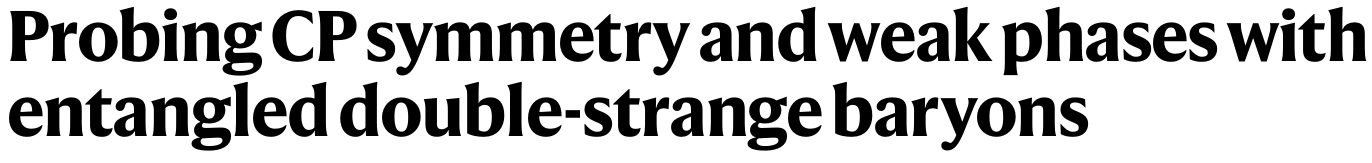 Probing CP symmetry and weak phases with
entangled double-strange baryons